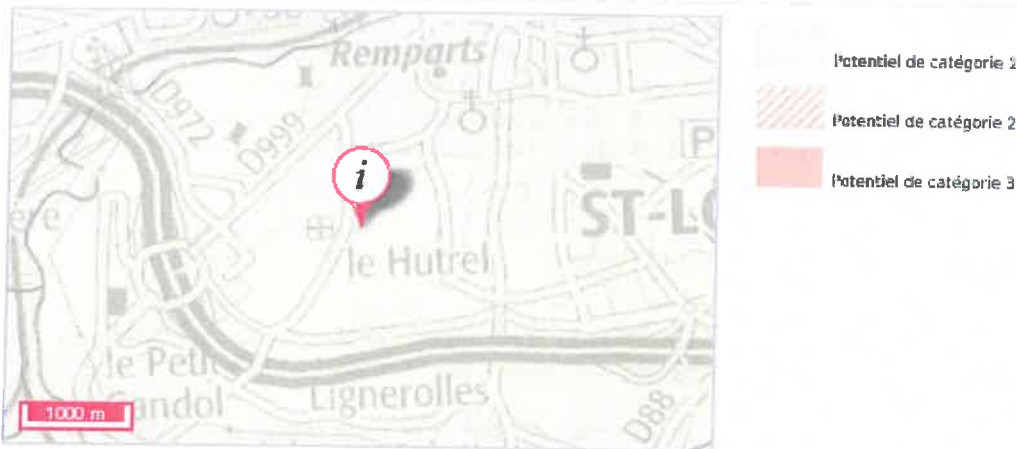 Remparts
D972
D999
i
P
ST-LO
le Hutrel
le Petit
Candol
Lignerolles
D88
1000 m
Potentiel de catégorie 1
Potentiel de catégorie 2
Potentiel de catégorie 3